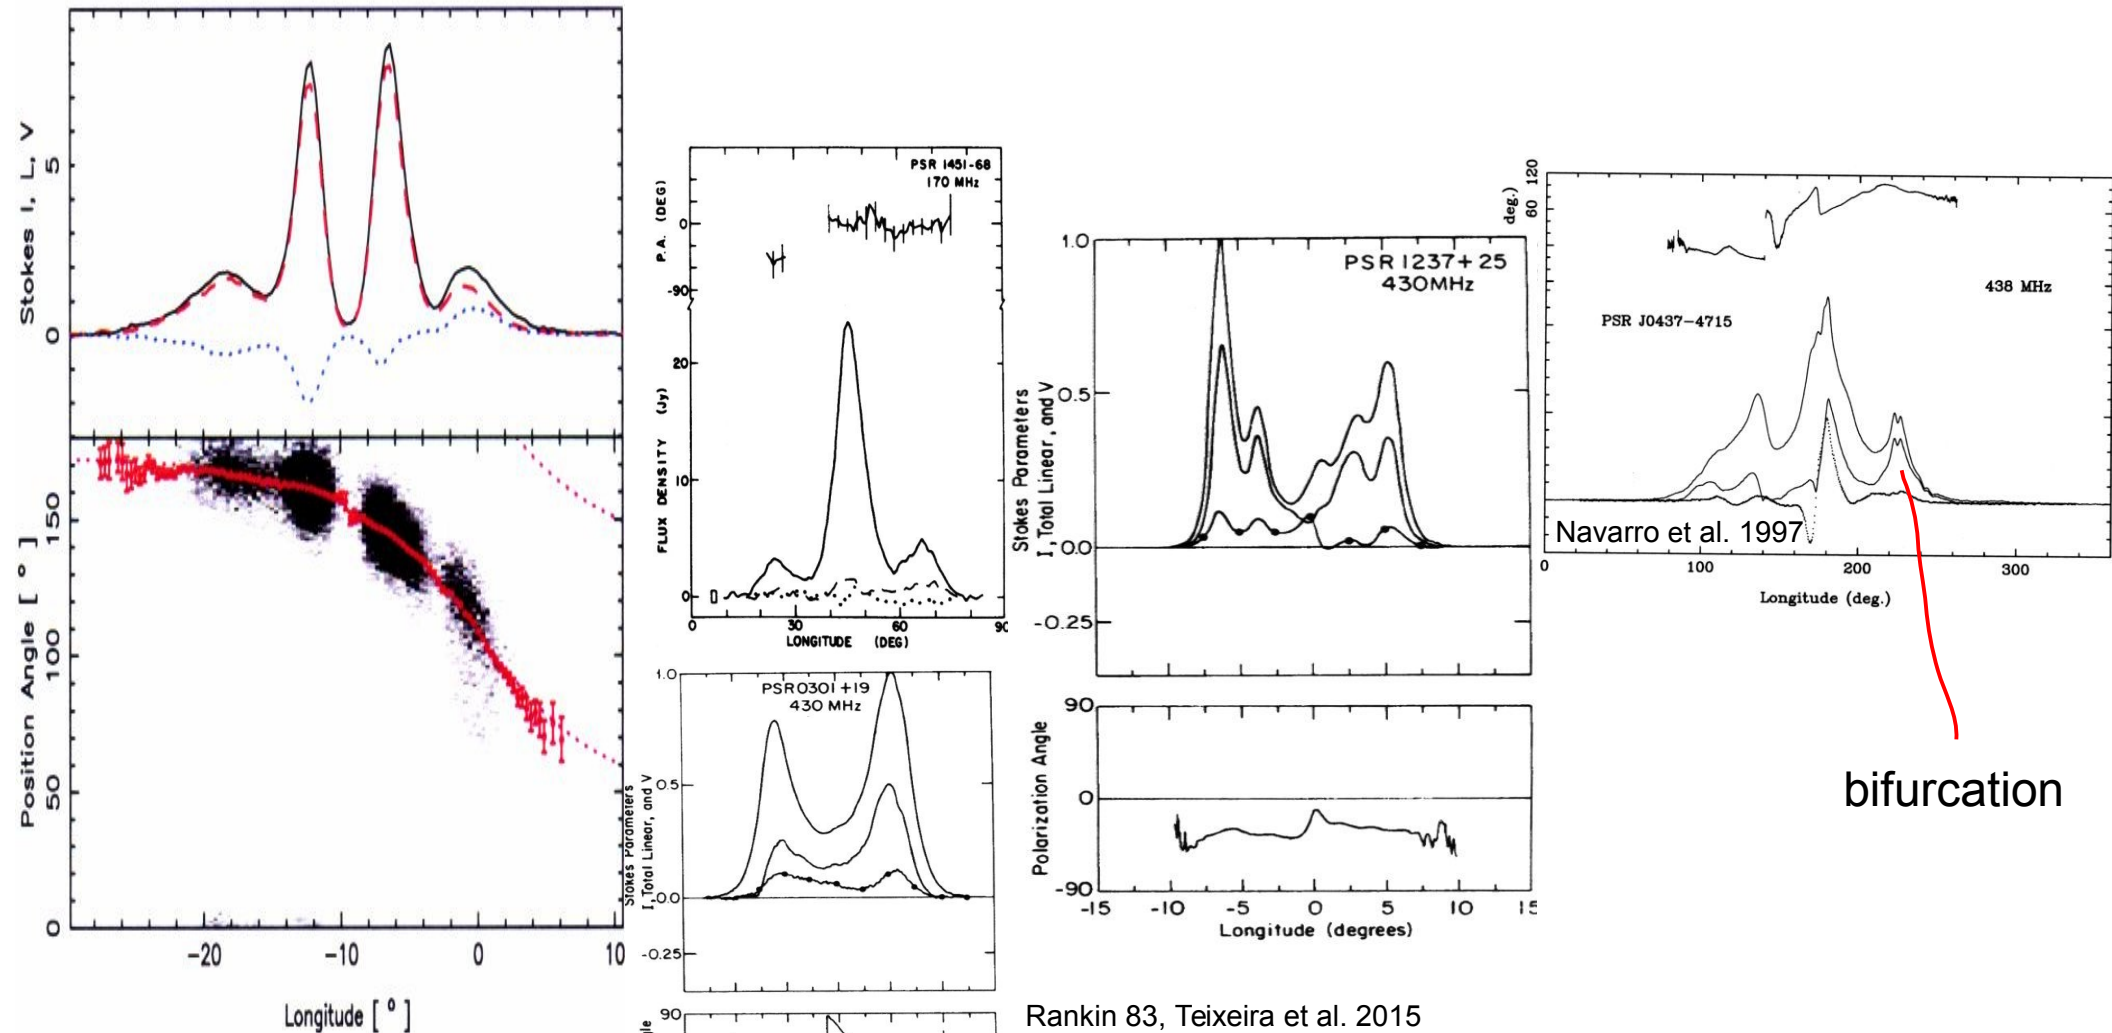 Stokes I, L, V
5
0
Position Angle [ ° ]
150
100
50
0
-20
-10
0
10
Longitude [ ° ]
PSR 1451-68
170 MHz
P.A. (DEG)
0
-90
FLUX DENSITY (Jy)
20
10
0
0
30
60
90
LONGITUDE (DEG)
PSR0301+19
430 MHz
Stokes Parameters
I, Total Linear, and V
1.0
0.5
0.0
-0.25
90
PSR 1237+25
430MHz
Stokes Parameters
I, Total Linear, and V
1.0
0.5
0.0
-0.25
Polarization Angle
90
0
-90
-15
-10
-5
0
5
10
15
Longitude (degrees)
deg.)
120
60
438 MHz
PSR J0437-4715
Navarro et al. 1997
0
100
200
300
Longitude (deg.)
bifurcation
Rankin 83, Teixeira et al. 2015